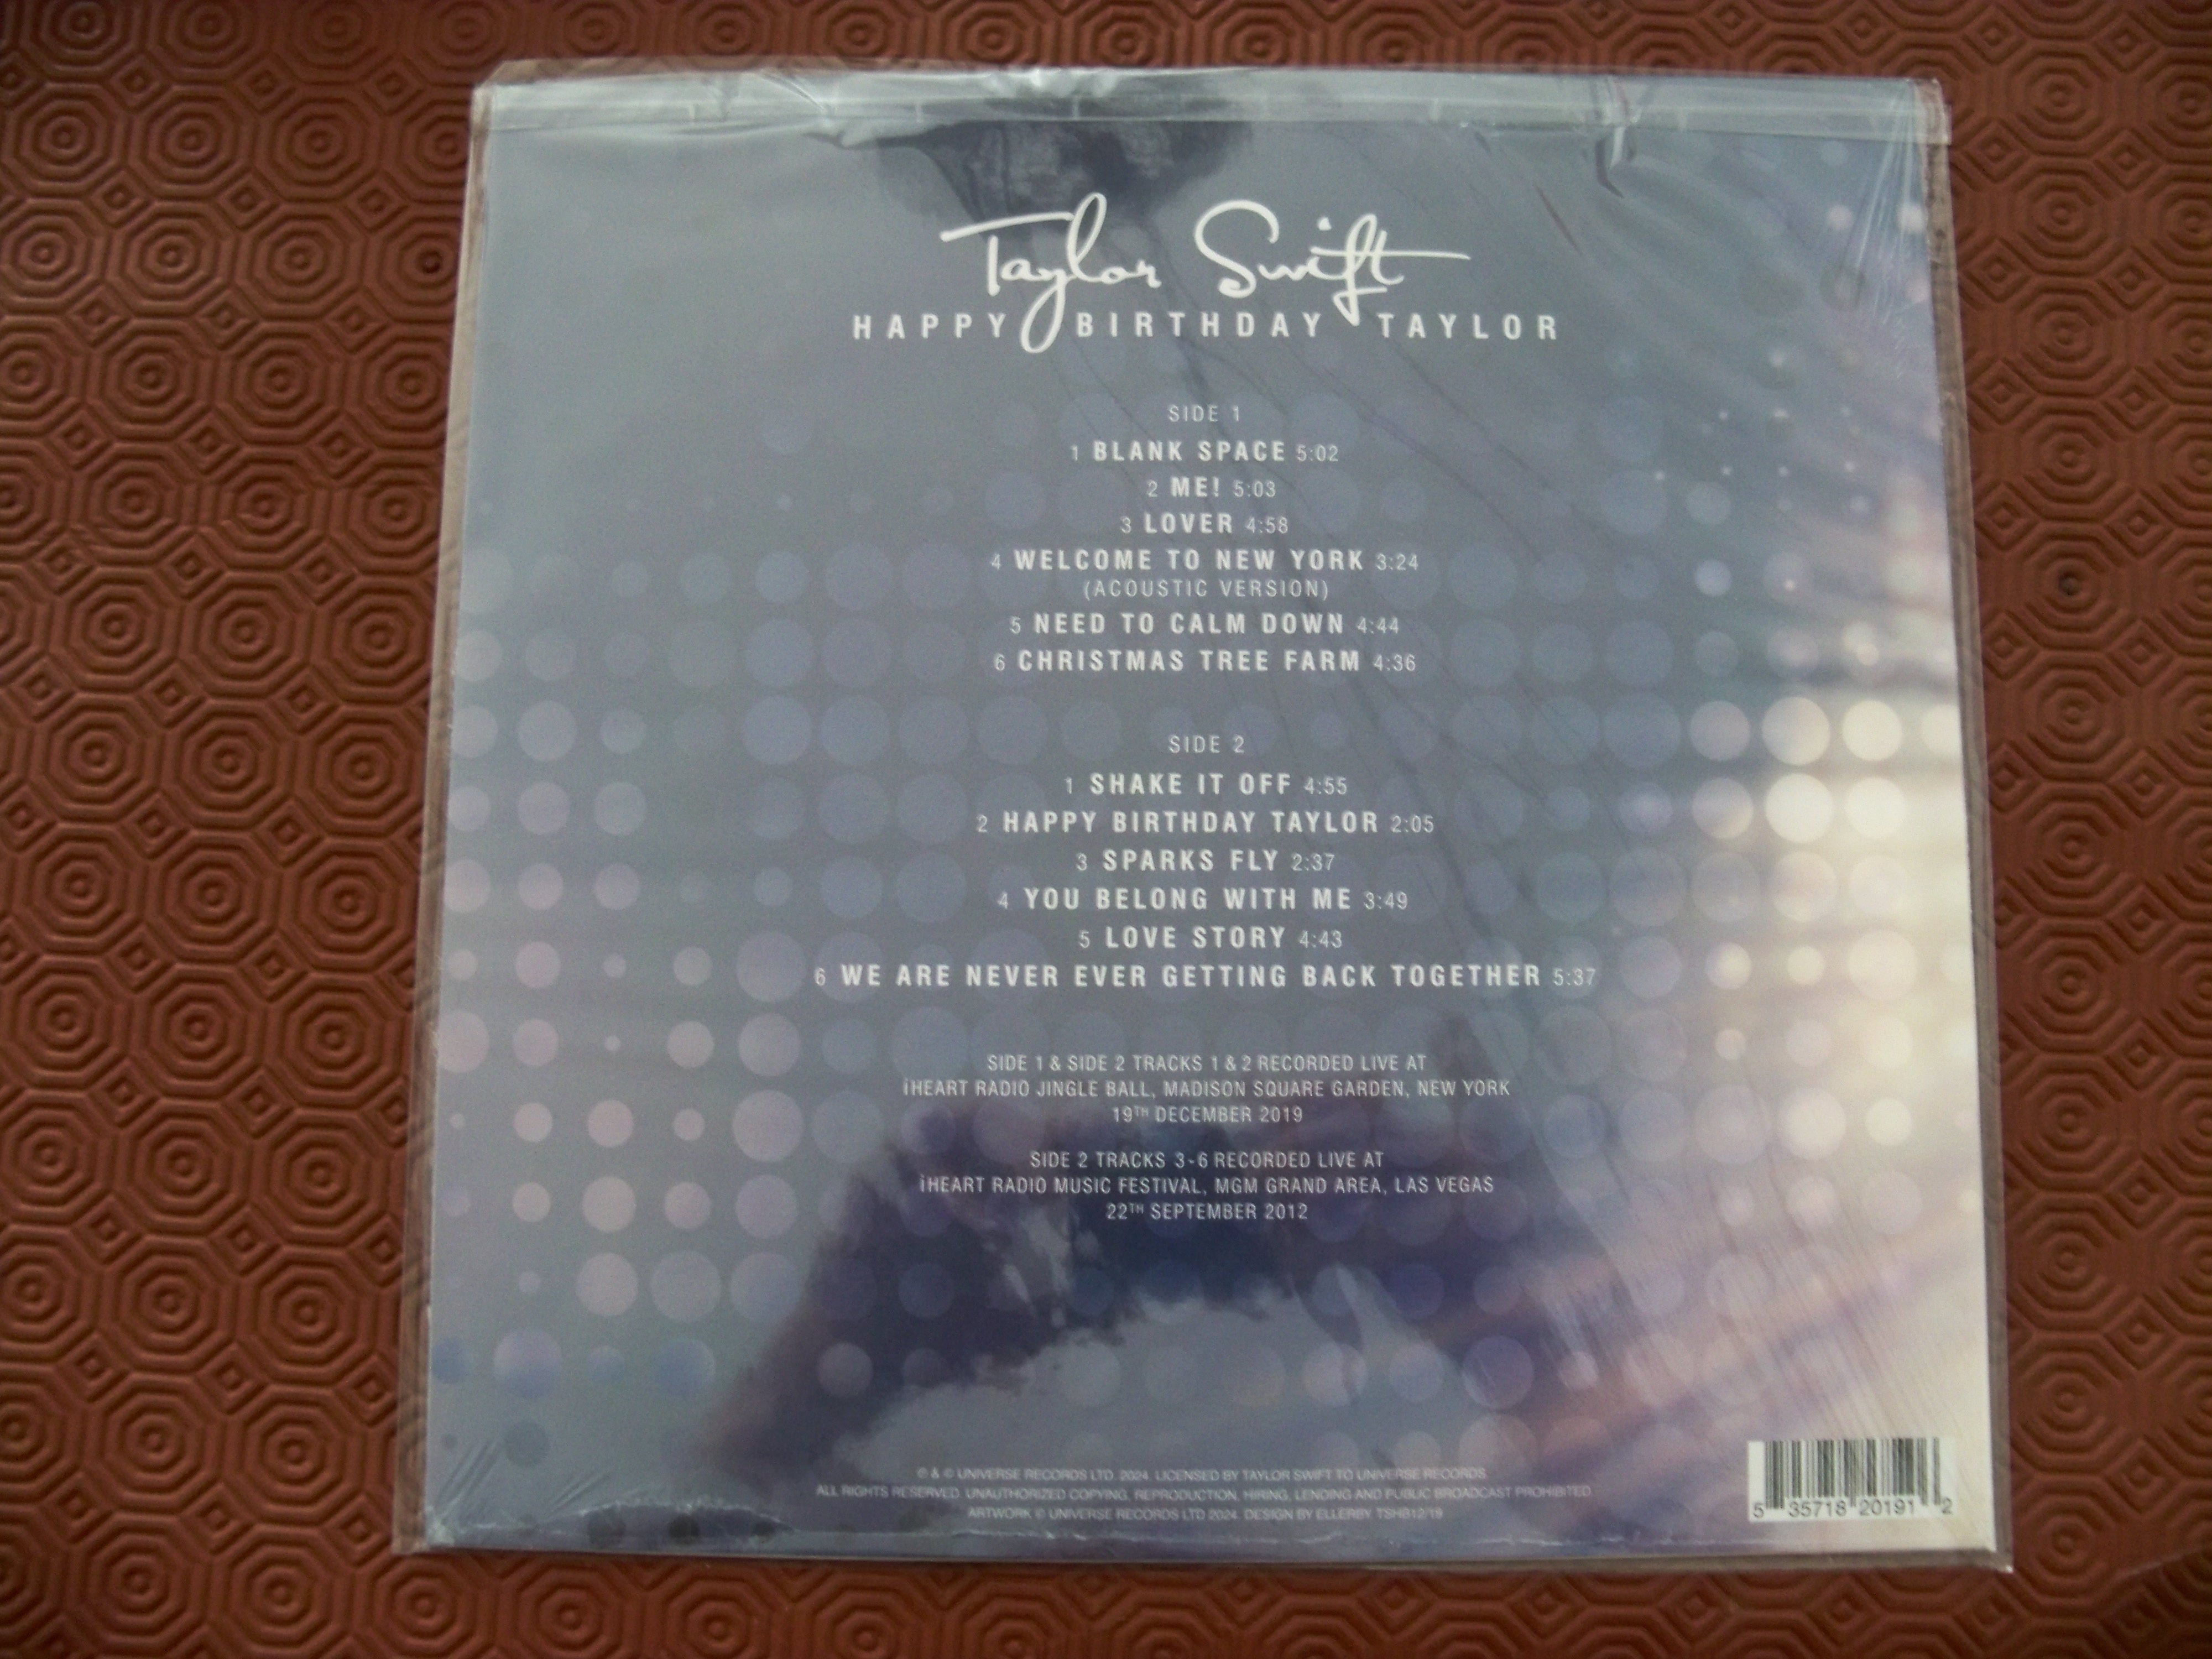 Taylor Swift
HAPPY BIRTHDAY TAYLOR
SIDE 1
1 BLANK SPACE 5:02
2 ME! 5:03
3 LOVER 4:58
4 WELCOME TO NEW YORK 3:24
(ACOUSTIC VERSION)
5 NEED TO CALM DOWN 4:44
6 CHRISTMAS TREE FARM 4:36
SIDE 2
1 SHAKE IT OFF 4:55
2 HAPPY BIRTHDAY TAYLOR 2:05
3 SPARKS FLY 2:37
4 YOU BELONG WITH ME 3:49
5 LOVE STORY 4:43
6 WE ARE NEVER EVER GETTING BACK TOGETHER 5:37
SIDE 1 & SIDE 2 TRACKS 1 & 2 RECORDED LIVE AT
iHEART RADIO JINGLE BALL, MADISON SQUARE GARDEN, NEW YORK
19TH DECEMBER 2019
SIDE 2 TRACKS 3-6 RECORDED LIVE AT
iHEART RADIO MUSIC FESTIVAL, MGM GRAND AREA, LAS VEGAS
22TH SEPTEMBER 2012
℗ & © UNIVERSE RECORDS LTD. 2024. LICENSED BY TAYLOR SWIFT TO UNIVERSE RECORDS.
ALL RIGHTS RESERVED. UNAUTHORIZED COPYING, REPRODUCTION, HIRING, LENDING AND PUBLIC BROADCAST PROHIBITED.
ARTWORK © UNIVERSE RECORDS LTD 2024. DESIGN BY ELLERBY TSHB12/19
5 35718 20191 2